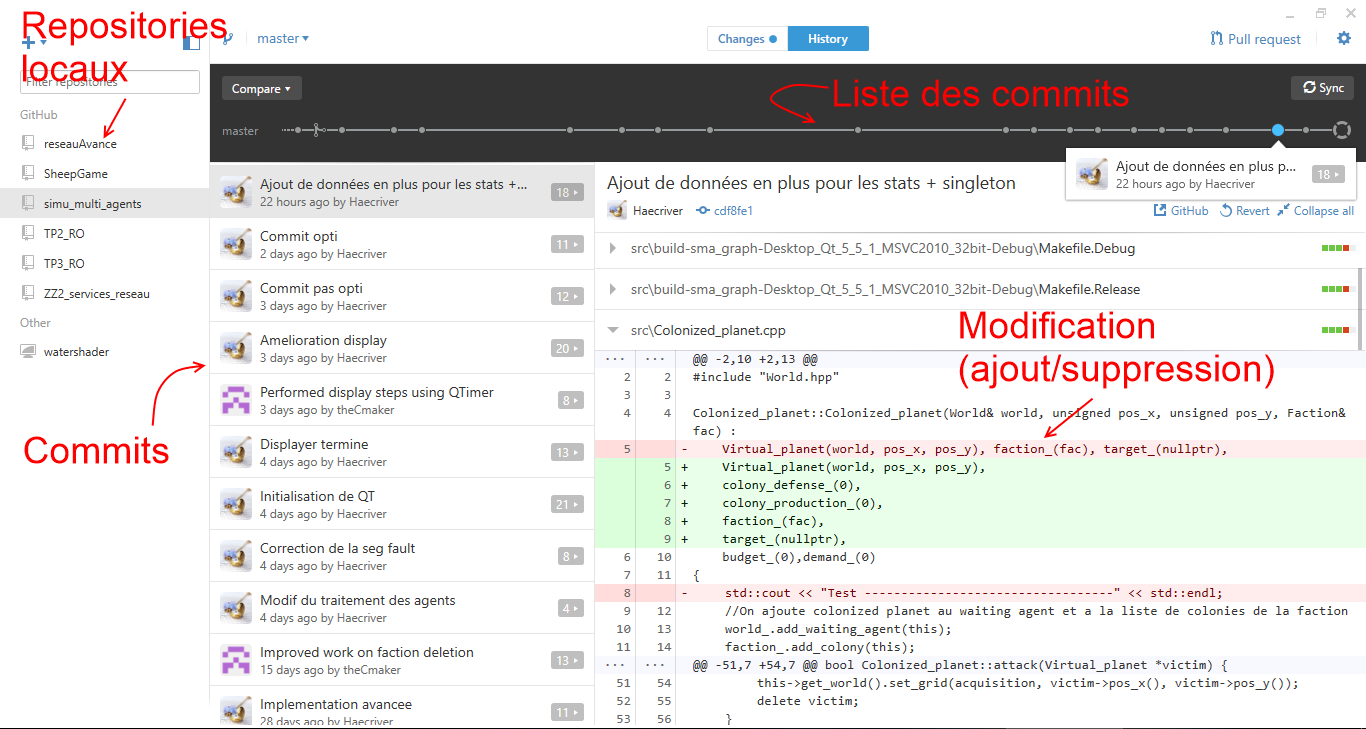 Repositories
locaux
master
Changes
History
Pull request
Filter repositories
Compare
Liste des commits
Sync
master
GitHub
reseauAvance
SheepGame
simu_multi_agents
TP2_RO
TP3_RO
ZZ2_services_reseau
Other
watershader
Commits
Ajout de données en plus pour les stats +...
22 hours ago by Haecriver
18
Commit opti
2 days ago by Haecriver
11
Commit pas opti
3 days ago by Haecriver
12
Amelioration display
3 days ago by Haecriver
20
Performed display steps using QTimer
3 days ago by theCmaker
8
Displayer termine
4 days ago by Haecriver
13
Initialisation de QT
4 days ago by Haecriver
21
Correction de la seg fault
4 days ago by Haecriver
8
Modif du traitement des agents
4 days ago by Haecriver
4
Improved work on faction deletion
15 days ago by theCmaker
13
Implementation avancee
28 days ago by Haecriver
11
Ajout de données en plus p...
22 hours ago by Haecriver
18
Ajout de données en plus pour les stats + singleton
Haecriver cdf8fe1
GitHub Revert Collapse all
src\build-sma_graph-Desktop_Qt_5_5_1_MSVC2010_32bit-Debug\Makefile.Debug
src\build-sma_graph-Desktop_Qt_5_5_1_MSVC2010_32bit-Debug\Makefile.Release
src\Colonized_planet.cpp
Modification
(ajout/suppression)
... ... @@ -2,10 +2,13 @@
2 2 #include "World.hpp"
3 3
4 4 Colonized_planet::Colonized_planet(World& world, unsigned pos_x, unsigned pos_y, Faction&
fac) :
5 - Virtual_planet(world, pos_x, pos_y), faction_(fac), target_(nullptr),
5 + Virtual_planet(world, pos_x, pos_y),
6 + colony_defense_(0),
7 + colony_production_(0),
8 + faction_(fac),
9 + target_(nullptr),
6 10 budget_(0),demand_(0)
7 11 {
8 - std::cout << "Test --------------------------------" << std::endl;
9 12 //On ajoute colonized planet au waiting agent et a la liste de colonies de la faction
10 13 world_.add_waiting_agent(this);
11 14 faction_.add_colony(this);
... ... @@ -51,7 +54,7 @@ bool Colonized_planet::attack(Virtual_planet *victim) {
51 54 this->get_world().set_grid(acquisition, victim->pos_x(), victim->pos_y());
52 55 delete victim;
53 56 }